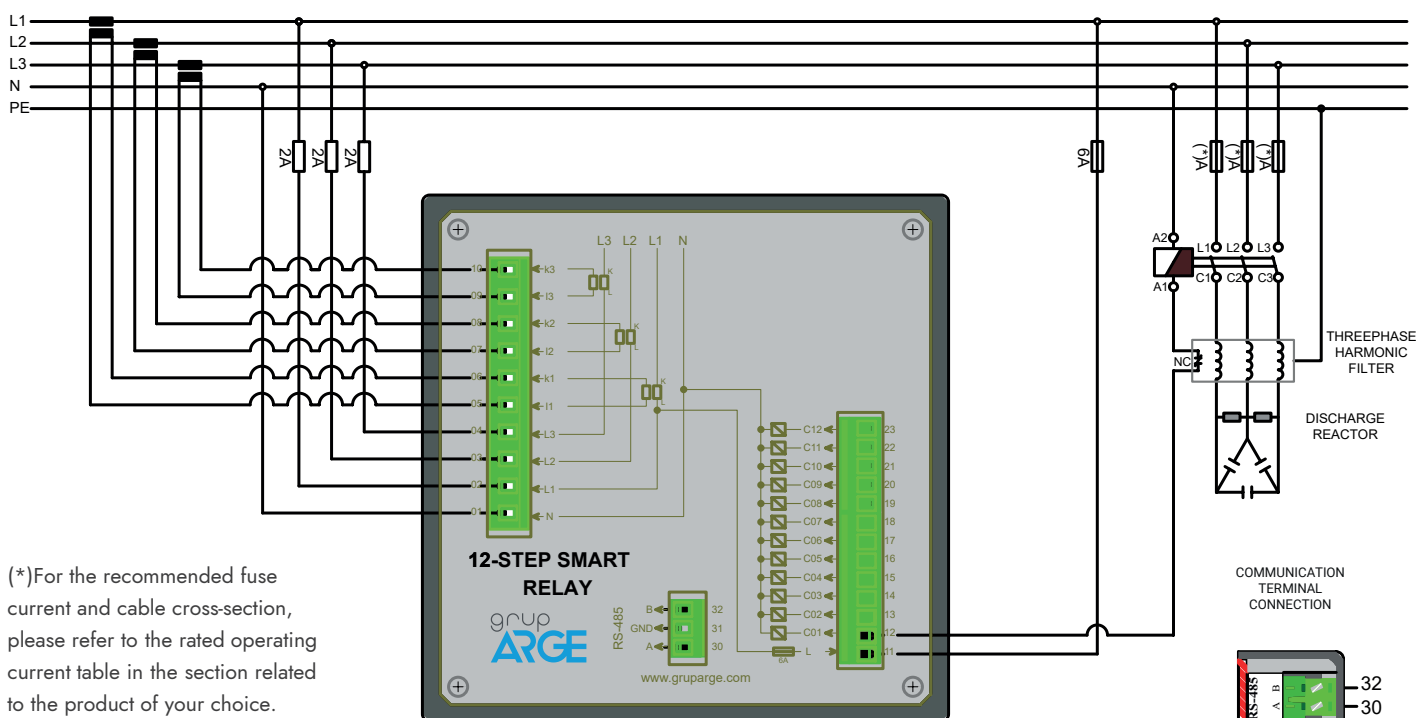 L1
L2
L3
N
PE
2A
2A
2A
6A
(*)A
(*)A
(*)A
L3 L2 L1 N
10 k3
09 l3
08 k2
07 l2
06 k1
05 l1
04 L3
03 L2
02 L1
01 N
K
L
K
L
K
L
C12 23
C11 22
C10 21
C09 20
C08 19
C07 18
C06 17
C05 16
C04 15
C03 14
C02 13
C01 12
L 11
6A
12-STEP SMART
RELAY
grup
ARGE
RS-485
B 32
GND 31
A 30
www.gruparge.com
A2
A1
L1 L2 L3
C1 C2 C3
NC
THREEPHASE
HARMONIC
FILTER
DISCHARGE
REACTOR
COMMUNICATION
TERMINAL
CONNECTION
RS-485
B
A
32
30
(*)For the recommended fuse
current and cable cross-section,
please refer to the rated operating
current table in the section related
to the product of your choice.